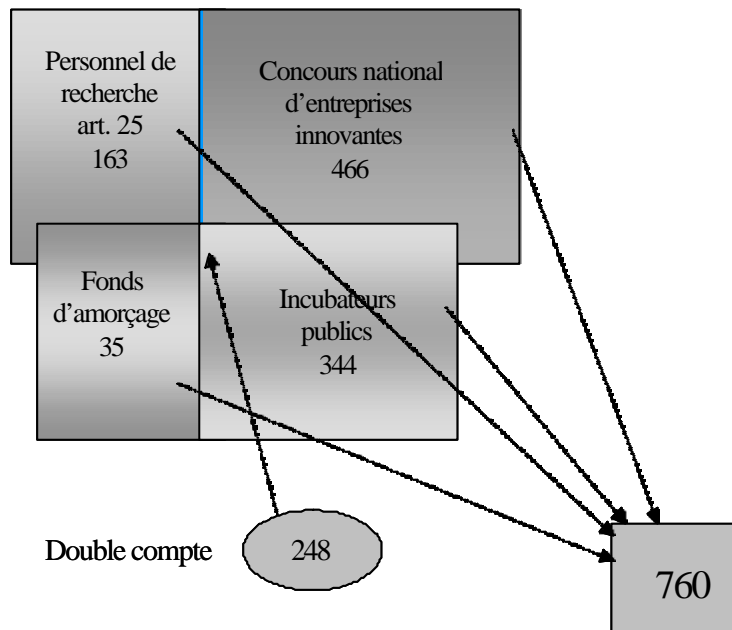 Personnel de
recherche
art. 25
163
Concours national
d’entreprises
innovantes
466
Fonds
d’amorçage
35
Incubateurs
publics
344
Double compte
248
760